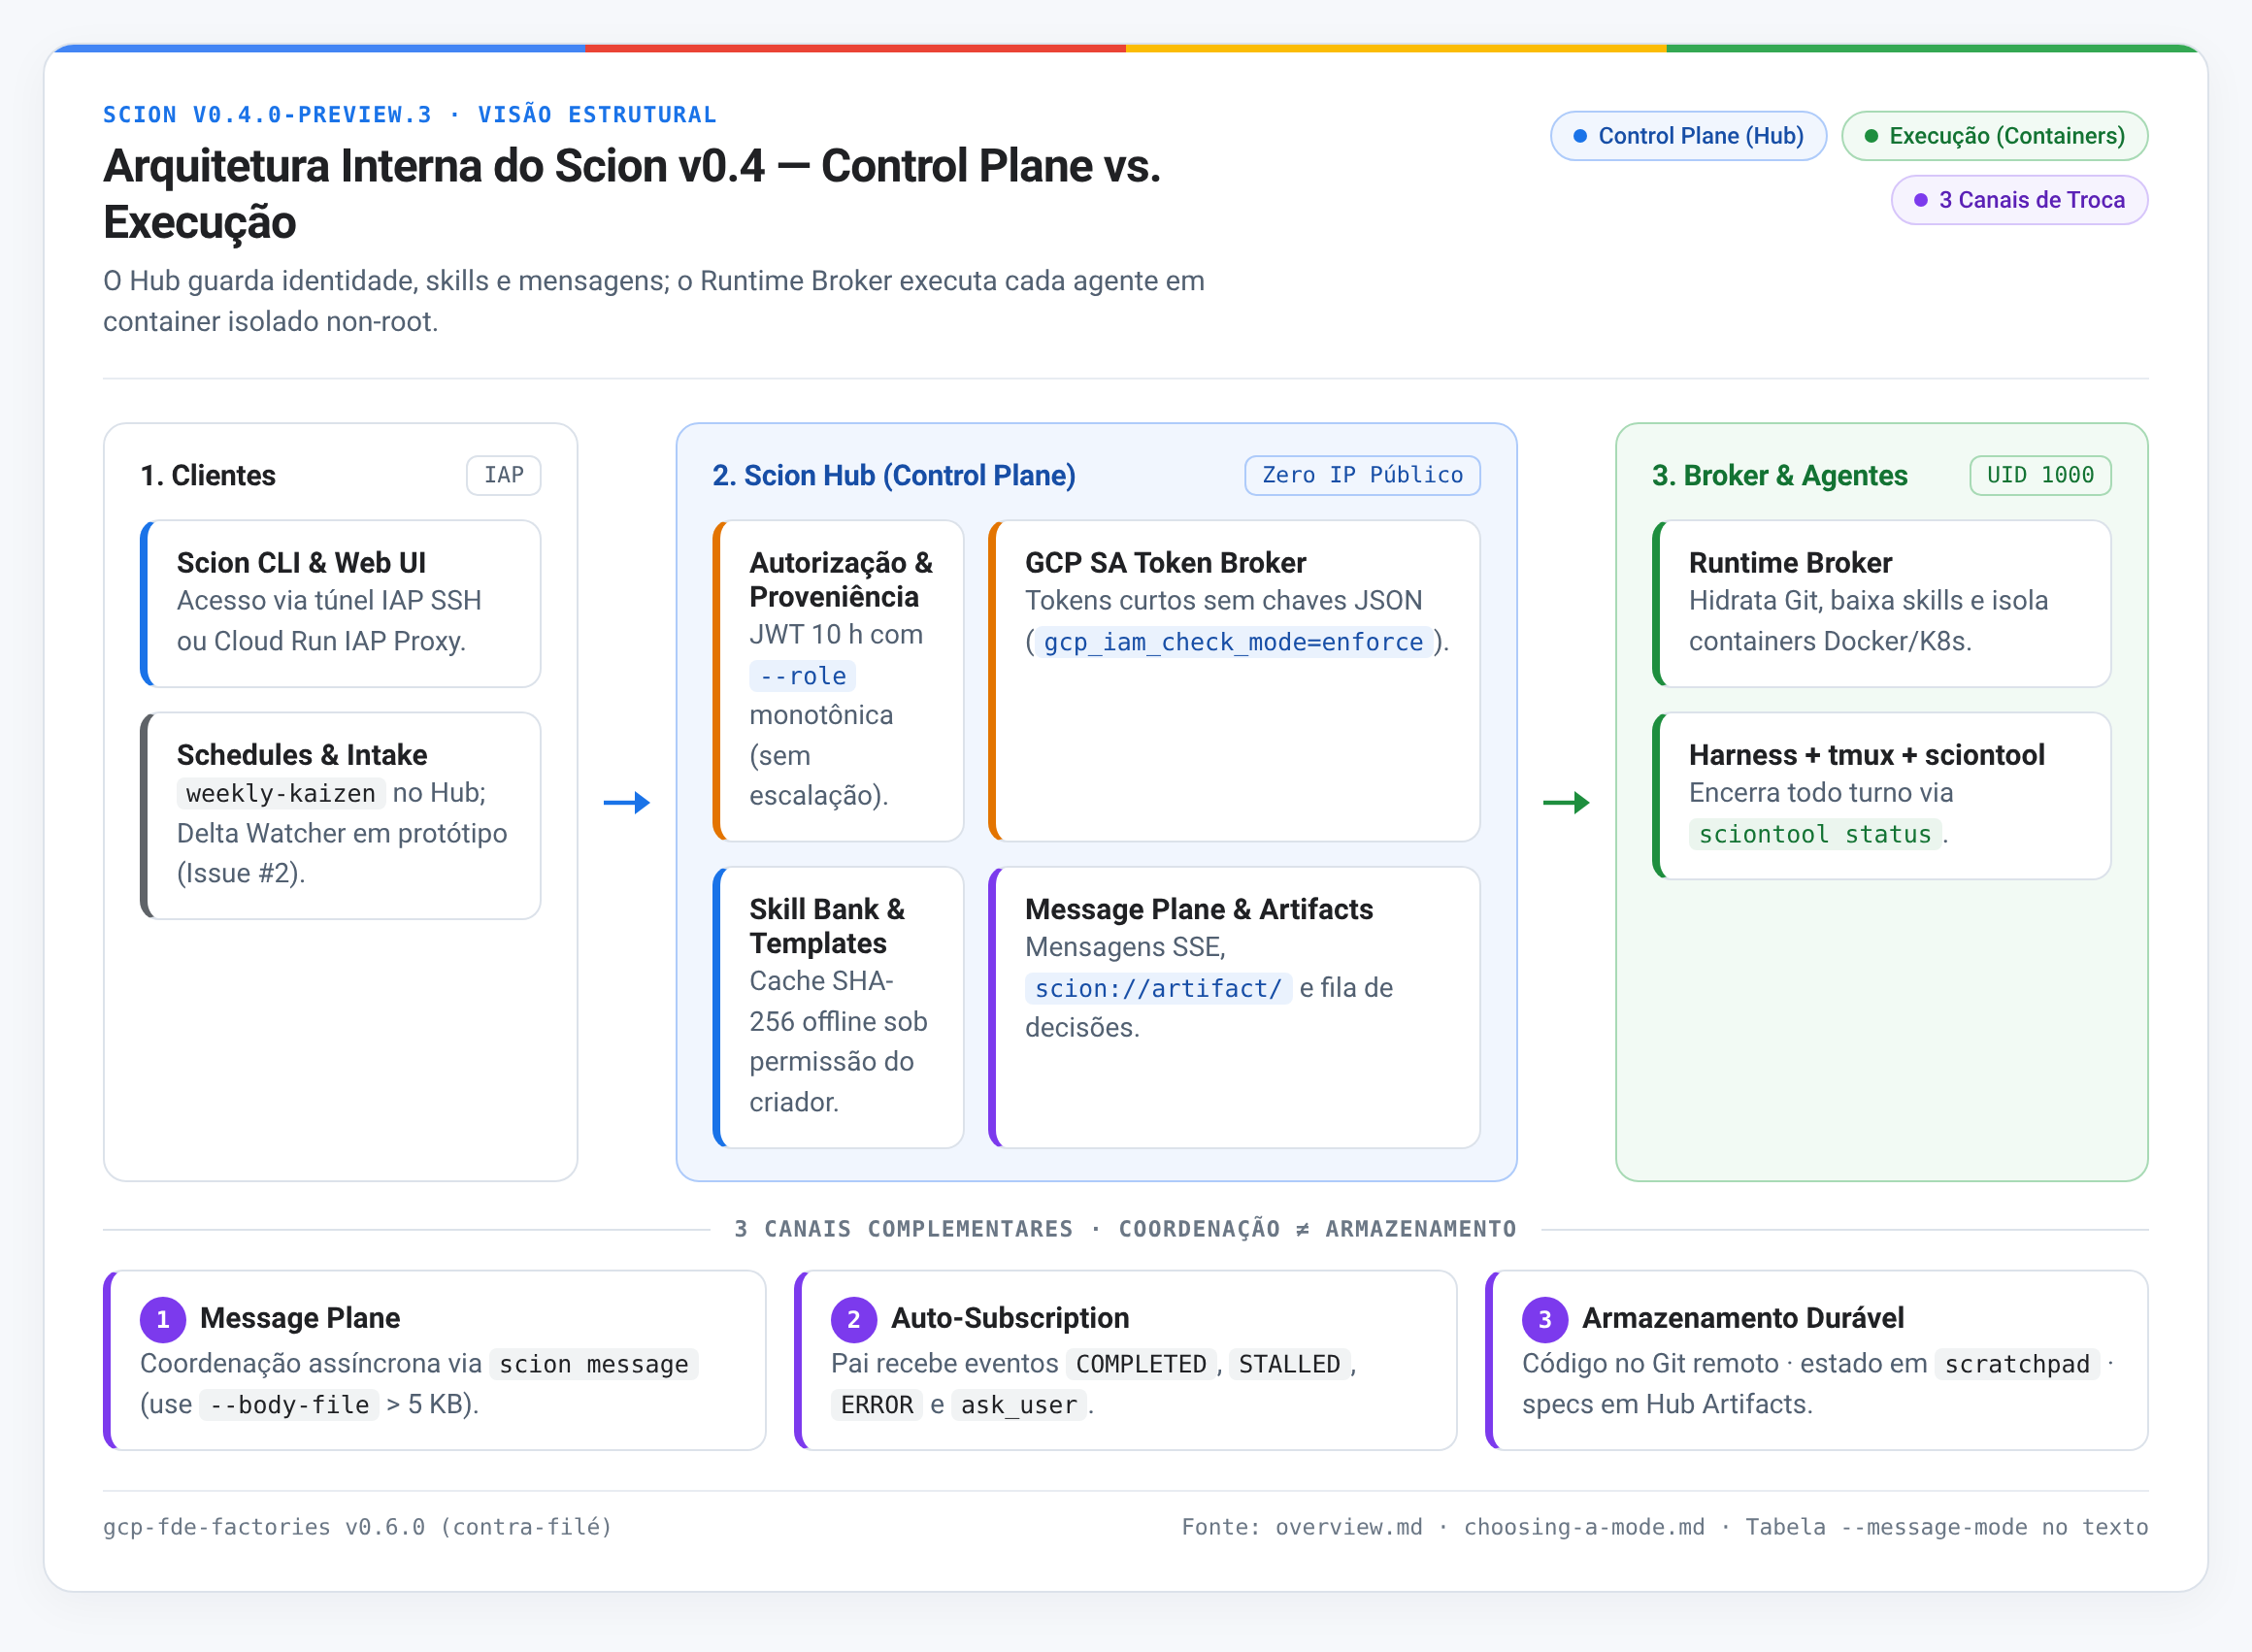 SCION V0.4.0-PREVIEW.3 · VISÃO ESTRUTURAL
Arquitetura Interna do Scion v0.4 — Control Plane vs.
Execução
O Hub guarda identidade, skills e mensagens; o Runtime Broker executa cada agente em
container isolado non-root.
Control Plane (Hub)
Execução (Containers)
3 Canais de Troca
1. Clientes
IAP
Scion CLI & Web UI
Acesso via túnel IAP SSH
ou Cloud Run IAP Proxy.
Schedules & Intake
weekly-kaizen no Hub;
Delta Watcher em protótipo
(Issue #2).
2. Scion Hub (Control Plane)
Zero IP Público
Autorização &
Proveniência
JWT 10 h com
--role
monotônica
(sem
escalação).
GCP SA Token Broker
Tokens curtos sem chaves JSON
(gcp_iam_check_mode=enforce).
Skill Bank &
Templates
Cache SHA-
256 offline sob
permissão do
criador.
Message Plane & Artifacts
Mensagens SSE,
scion://artifact/ e fila de
decisões.
3. Broker & Agentes
UID 1000
Runtime Broker
Hidrata Git, baixa skills e isola
containers Docker/K8s.
Harness + tmux + sciontool
Encerra todo turno via
sciontool status.
3 CANAIS COMPLEMENTARES · COORDENAÇÃO ≠ ARMAZENAMENTO
1 Message Plane
Coordenação assíncrona via scion message
(use --body-file > 5 KB).
2 Auto-Subscription
Pai recebe eventos COMPLETED, STALLED,
ERROR e ask_user.
3 Armazenamento Durável
Código no Git remoto · estado em scratchpad ·
specs em Hub Artifacts.
gcp-fde-factories v0.6.0 (contra-filé)
Fonte: overview.md · choosing-a-mode.md · Tabela --message-mode no texto